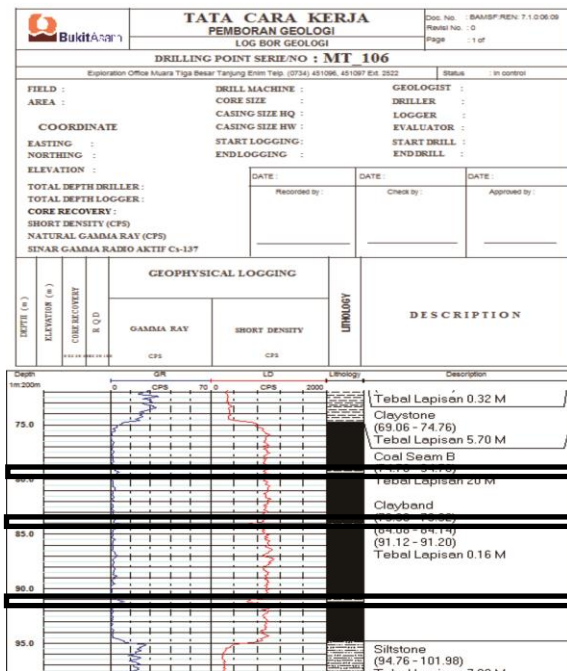 BukitAsam
TATA CARA KERJA
PEMBORAN GEOLOGI
LOG BOR GEOLOGI
Doc. No. : BAMSP:REN: 7.1.0.06.09
Revisi No. : 0
Page : 1 of
DRILLING POINT SERIE/NO : MT_106
Exploration Office Muara Tiga Besar Tanjung Enim Telp. (0734) 451096, 451097 Ext. 2522
Status : In control
FIELD :
AREA :
COORDINATE
EASTING :
NORTHING :
ELEVATION :
TOTAL DEPTH DRILLER :
TOTAL DEPTH LOGGER :
CORE RECOVERY :
SHORT DENSITY (CPS)
NATURAL GAMMA RAY (CPS)
SINAR GAMMA RADIO AKTIF Cs-137
DRILL MACHINE :
CORE SIZE :
CASING SIZE HQ :
CASING SIZE HW :
START LOGGING :
END LOGGING :
GEOLOGIST :
DRILLER :
LOGGER :
EVALUATOR :
START DRILL :
END DRILL :
DATE :
DATE :
DATE :
Recorded by :
Check by :
Approved by :
DEPTH (m)
ELEVATION (m)
CORE RECOVERY
R Q D
GEOPHYSICAL LOGGING
GAMMA RAY
CPS
SHORT DENSITY
CPS
LITHOLOGY
DESCRIPTION
Depth
1m:200m
GR
0 CPS 70
LD
0 CPS 2000
Lithology
Description
Tebal Lapisan 0.32 M
Claystone
(69.06 - 74.76)
Tebal Lapisan 5.70 M
75.0
Coal Seam B
80.0
Tebal Lapisan 20 M
Clayband
(84.08 - 84.14)
85.0
(91.12 - 91.20)
Tebal Lapisan 0.16 M
90.0
95.0
Siltstone
(94.76 - 101.98)